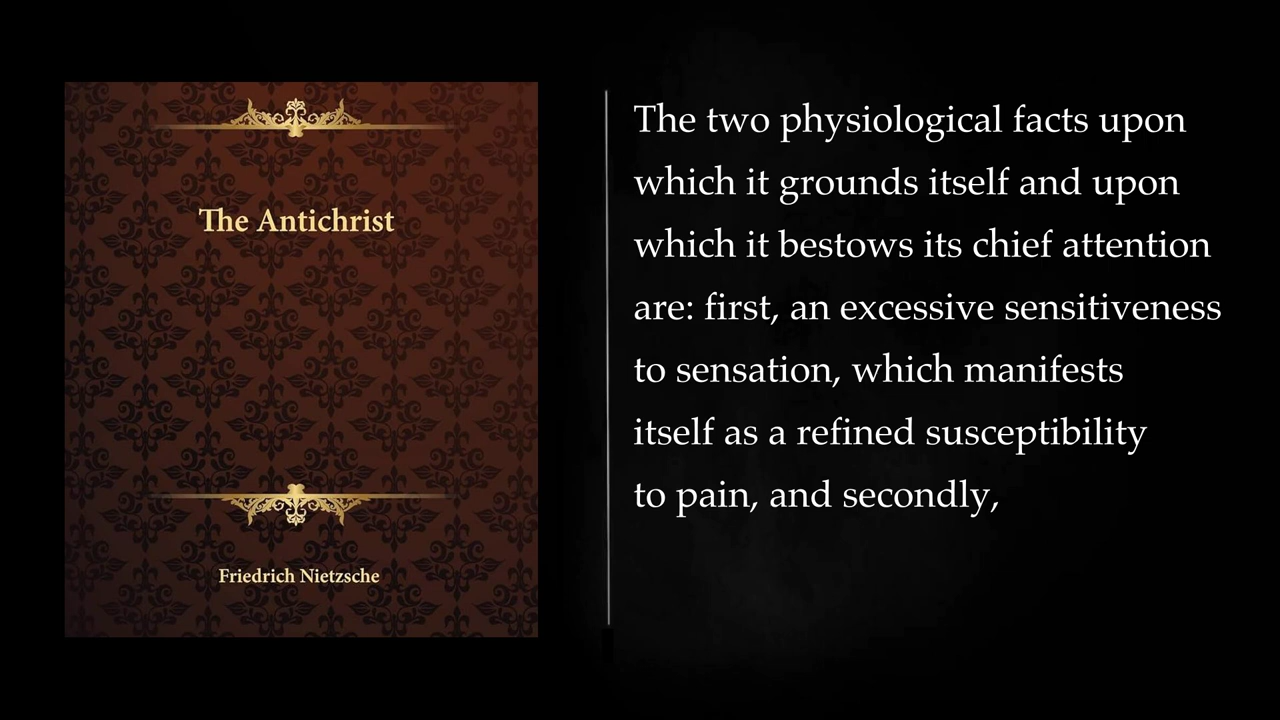 The Antichrist
Friedrich Nietzsche
The two physiological facts upon
which it grounds itself and upon
which it bestows its chief attention
are: first, an excessive sensitiveness
to sensation, which manifests
itself as a refined susceptibility
to pain, and secondly,